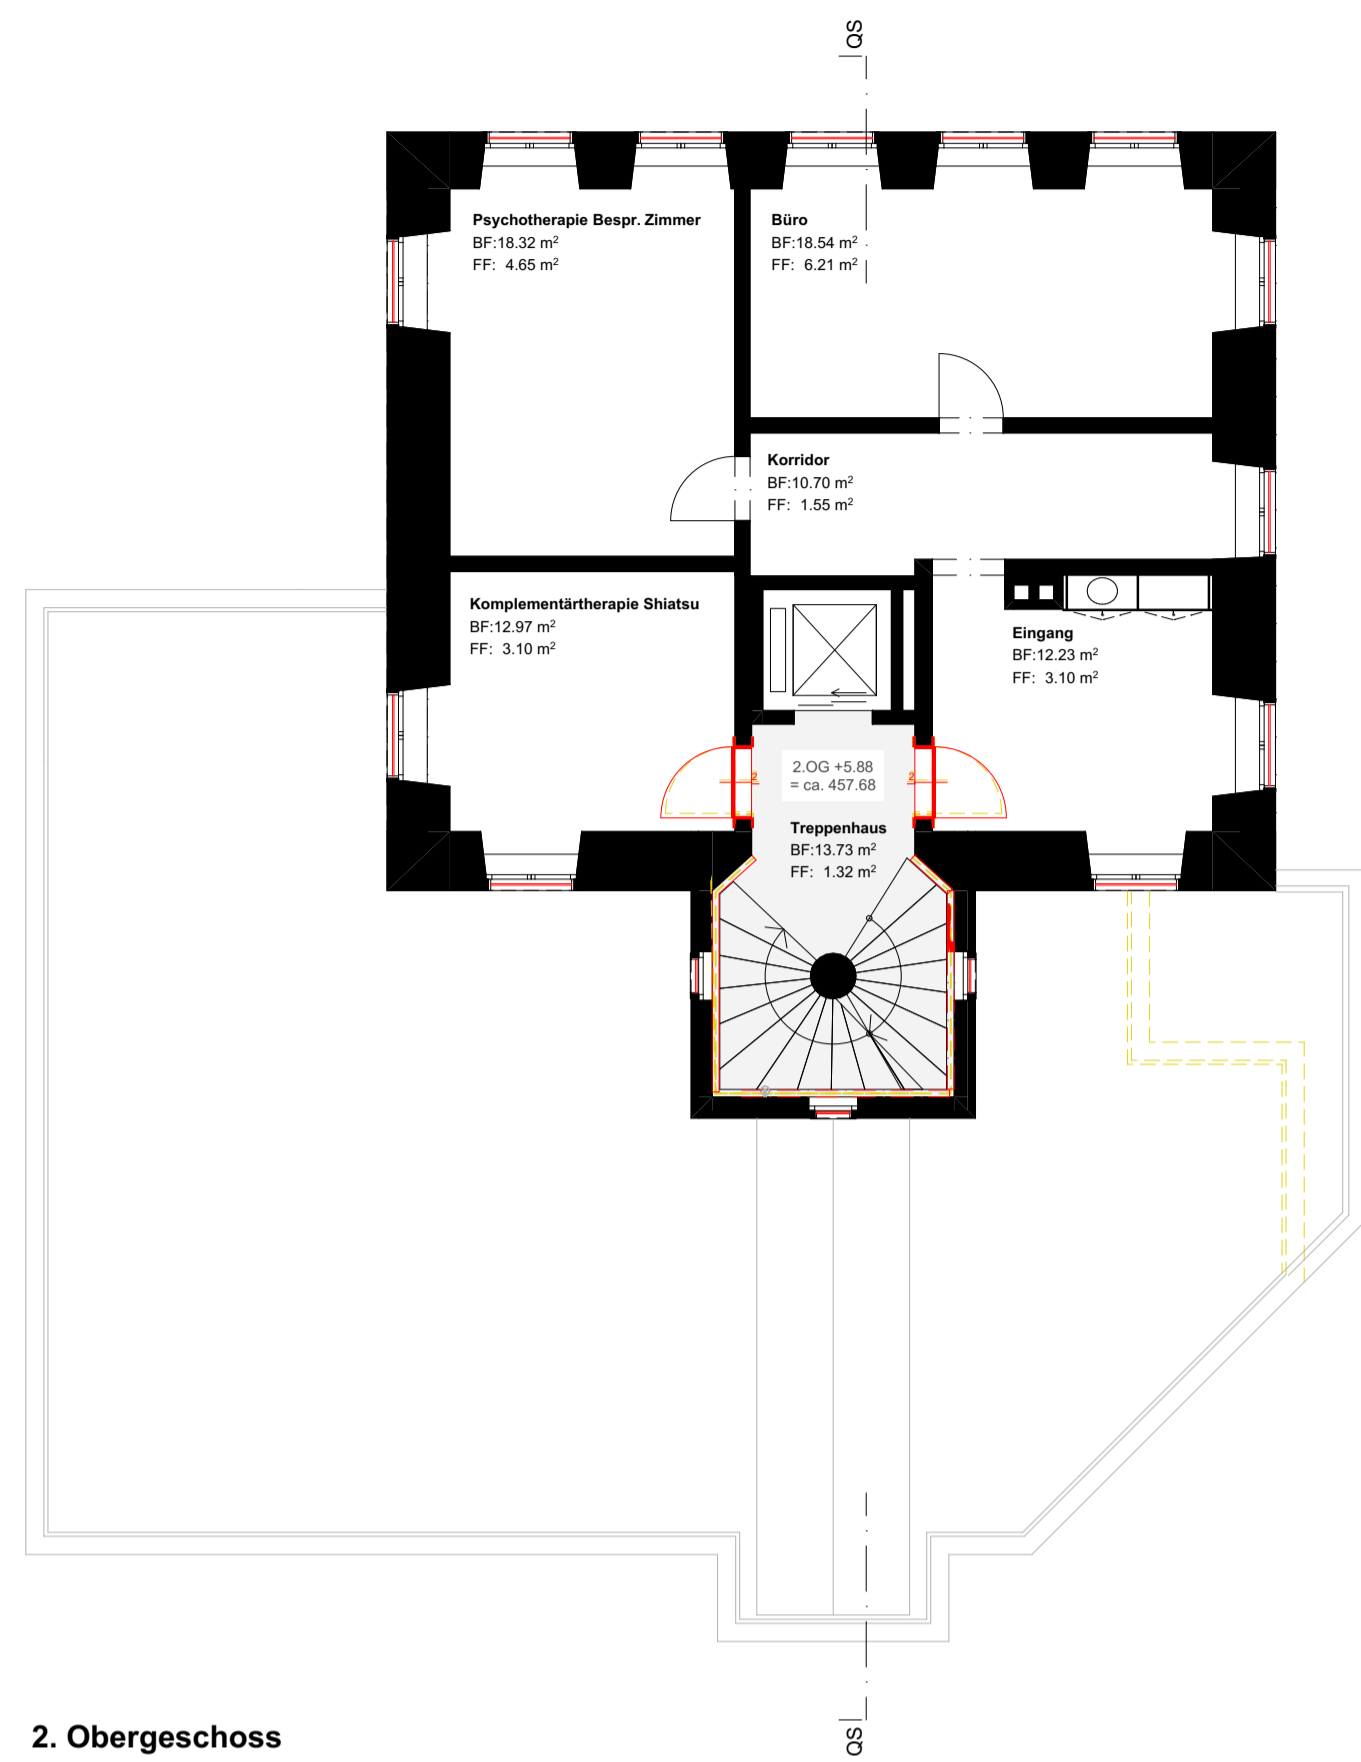 QS
Psychotherapie Bespr. Zimmer
BF:18.32 m²
FF: 4.65 m²
Büro
BF:18.54 m²
FF: 6.21 m²
Korridor
BF:10.70 m²
FF: 1.55 m²
Komplementärtherapie Shiatsu
BF:12.97 m²
FF: 3.10 m²
Eingang
BF:12.23 m²
FF: 3.10 m²
2.OG +5.88
= ca. 457.68
2
2
Treppenhaus
BF:13.73 m²
FF: 1.32 m²
QS
2. Obergeschoss